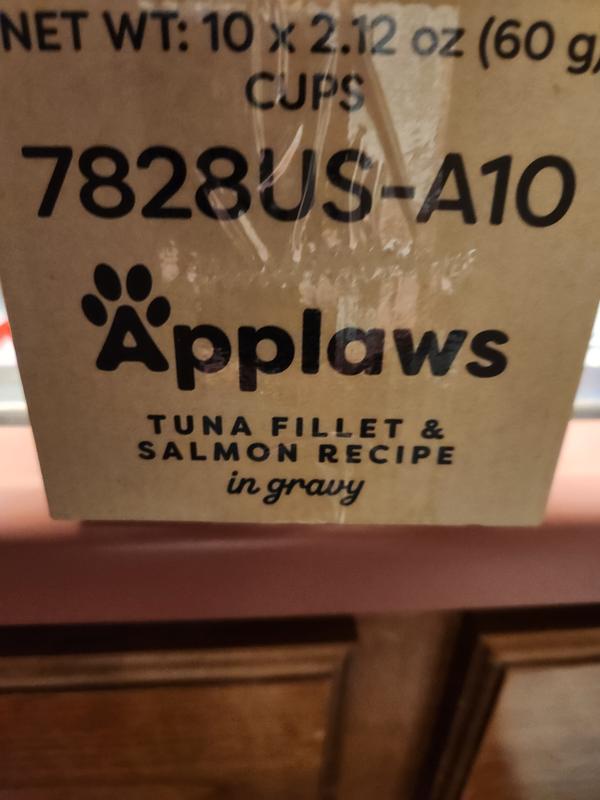 NET WT: 10 x 2.12 oz (60 g)
CUPS
7828US-A10
Applaws
TUNA FILLET &
SALMON RECIPE
in gravy